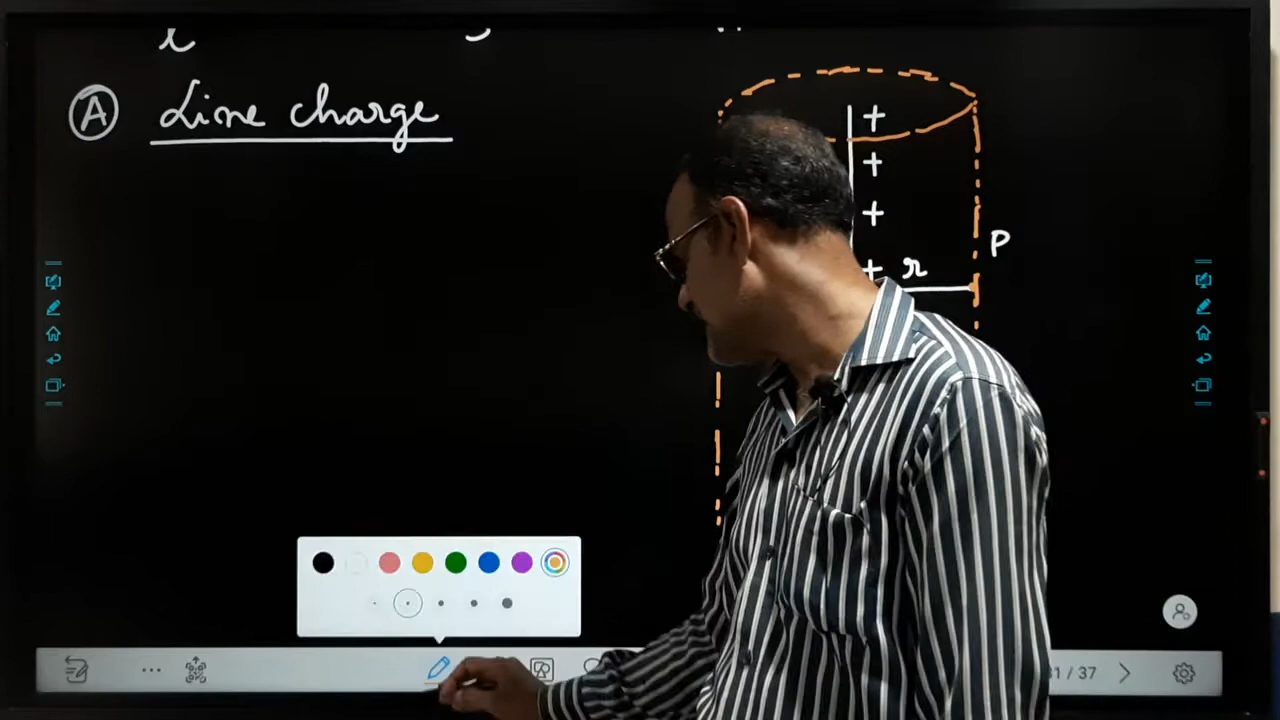 Ⓐ Line charge
+
+
+
+ r
P
31 / 37